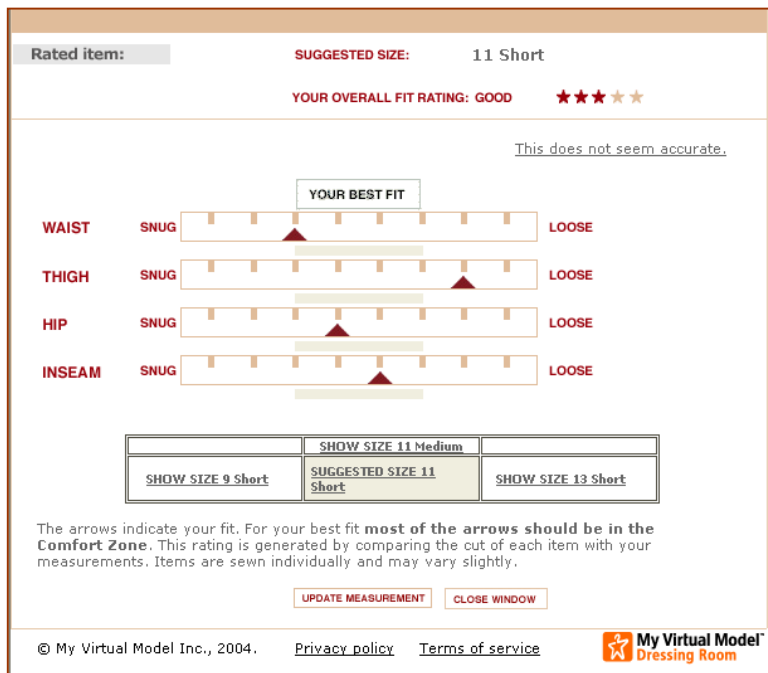 Rated item:
SUGGESTED SIZE: 11 Short
YOUR OVERALL FIT RATING: GOOD
This does not seem accurate.
YOUR BEST FIT
WAIST SNUG LOOSE
THIGH SNUG LOOSE
HIP SNUG LOOSE
INSEAM SNUG LOOSE
SHOW SIZE 11 Medium
SHOW SIZE 9 Short
SUGGESTED SIZE 11
Short
SHOW SIZE 13 Short
The arrows indicate your fit. For your best fit most of the arrows should be in the
Comfort Zone. This rating is generated by comparing the cut of each item with your
measurements. Items are sewn individually and may vary slightly.
UPDATE MEASUREMENT CLOSE WINDOW
© My Virtual Model Inc., 2004. Privacy policy Terms of service
My Virtual Model™
Dressing Room